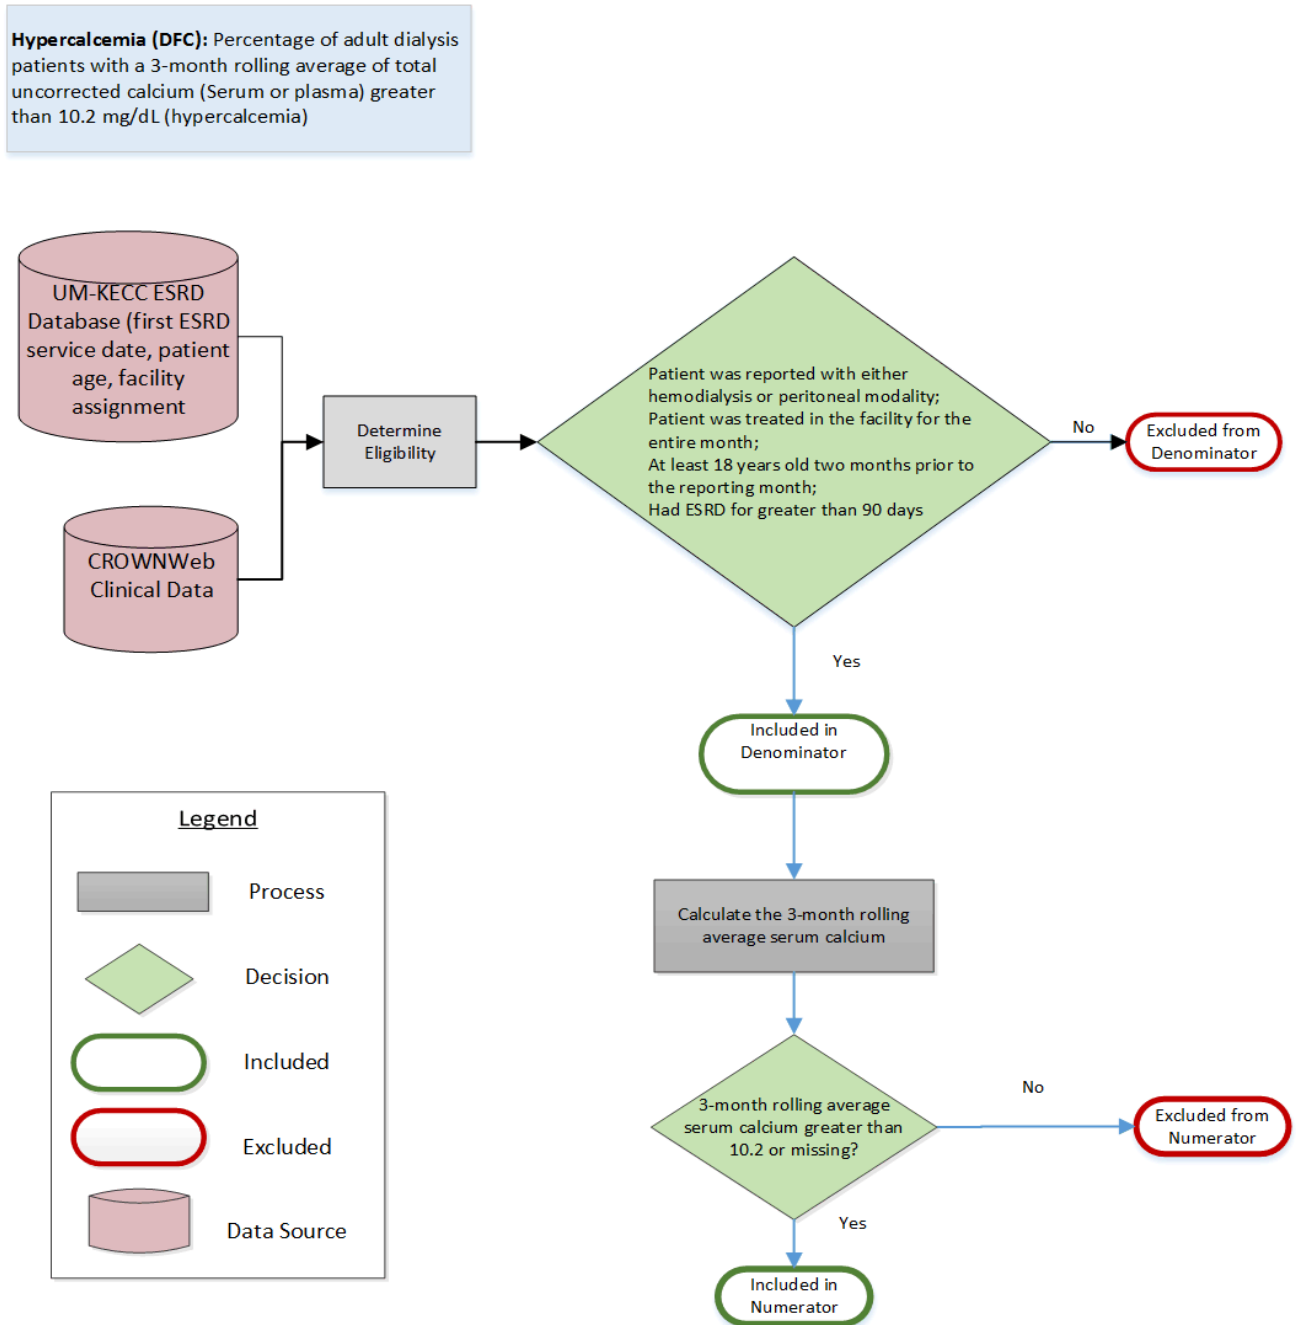 Hypercalcemia (DFC): Percentage of adult dialysis
patients with a 3-month rolling average of total
uncorrected calcium (Serum or plasma) greater
than 10.2 mg/dL (hypercalcemia)
UM-KECC ESRD
Database (first ESRD
service date, patient
age, facility
assignment
CROWNWeb
Clinical Data
Determine
Eligibility
Patient was reported with either
hemodialysis or peritoneal modality;
Patient was treated in the facility for the
entire month;
At least 18 years old two months prior to
the reporting month;
Had ESRD for greater than 90 days
No
Excluded from
Denominator
Yes
Included in
Denominator
Calculate the 3-month rolling
average serum calcium
3-month rolling average
serum calcium greater than
10.2 or missing?
No
Excluded from
Numerator
Yes
Included in
Numerator
Legend
Process
Decision
Included
Excluded
Data Source